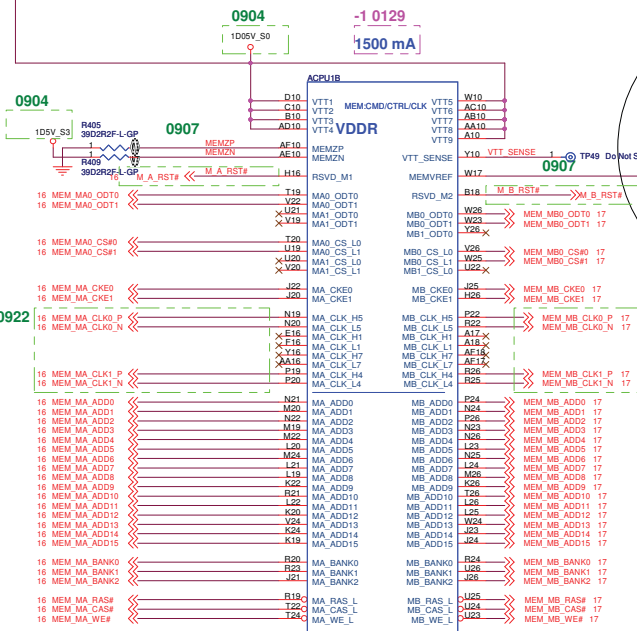 0904
-1 0129
1D05V_S0
1500 mA
ACPU1B
0904
1D5V_S3
R405
39D2R2F-L-GP
0907
R409
39D2R2F-L-GP
MEM:CMD/CTRL/CLK
VDDR
D10 VTT1 VTT5 W10
C10 VTT2 VTT6 AC10
B10 VTT3 VTT7 AB10
AD10 VTT4 VTT8 AA10
VTT9 A10
1 MEMZP AF10 MEMZP
1 MEMZN AE10 MEMZN VTT_SENSE Y10 VTT_SENSE 1 TP49 Do Not S
0907
16 M_A_RST# M_A_RST# H16 RSVD_M1 MEMVREF W17
RSVD_M2 B18 M_B_RST# M_B_RST#
16 MEM_MA0_ODT0 T19 MA0_ODT0
16 MEM_MA0_ODT1 V22 MA0_ODT1
U21 MA1_ODT0 MB0_ODT0 W26 MEM_MB0_ODT0 17
V19 MA1_ODT1 MB0_ODT1 W23 MEM_MB0_ODT1 17
MB1_ODT0 Y26
16 MEM_MA0_CS#0 T20 MA0_CS_L0
16 MEM_MA0_CS#1 U19 MA0_CS_L1 MB0_CS_L0 V26 MEM_MB0_CS#0 17
U20 MA1_CS_L0 MB0_CS_L1 W25 MEM_MB0_CS#1 17
V20 MA1_CS_L1 MB1_CS_L0 U22
16 MEM_MA_CKE0 J22 MA_CKE0 MB_CKE0 J25 MEM_MB_CKE0 17
16 MEM_MA_CKE1 J20 MA_CKE1 MB_CKE1 H26 MEM_MB_CKE1 17
0922
16 MEM_MA_CLK0_P N19 MA_CLK_H5 MB_CLK_H5 P22 MEM_MB_CLK0_P 17
16 MEM_MA_CLK0_N N20 MA_CLK_L5 MB_CLK_L5 R22 MEM_MB_CLK0_N 17
E16 MA_CLK_H1 MB_CLK_H1 A17
F16 MA_CLK_L1 MB_CLK_L1 A18
Y16 MA_CLK_H7 MB_CLK_H7 AF18
AA16 MA_CLK_L7 MB_CLK_L7 AF17
16 MEM_MA_CLK1_P P19 MA_CLK_H4 MB_CLK_H4 R26 MEM_MB_CLK1_P 17
16 MEM_MA_CLK1_N P20 MA_CLK_L4 MB_CLK_L4 R25 MEM_MB_CLK1_N 17
16 MEM_MA_ADD0 N21 MA_ADD0 MB_ADD0 P24 MEM_MB_ADD0 17
16 MEM_MA_ADD1 M20 MA_ADD1 MB_ADD1 N24 MEM_MB_ADD1 17
16 MEM_MA_ADD2 N22 MA_ADD2 MB_ADD2 P26 MEM_MB_ADD2 17
16 MEM_MA_ADD3 M19 MA_ADD3 MB_ADD3 N23 MEM_MB_ADD3 17
16 MEM_MA_ADD4 M22 MA_ADD4 MB_ADD4 N26 MEM_MB_ADD4 17
16 MEM_MA_ADD5 L20 MA_ADD5 MB_ADD5 L23 MEM_MB_ADD5 17
16 MEM_MA_ADD6 M24 MA_ADD6 MB_ADD6 N25 MEM_MB_ADD6 17
16 MEM_MA_ADD7 L21 MA_ADD7 MB_ADD7 L24 MEM_MB_ADD7 17
16 MEM_MA_ADD8 L19 MA_ADD8 MB_ADD8 M26 MEM_MB_ADD8 17
16 MEM_MA_ADD9 K22 MA_ADD9 MB_ADD9 K26 MEM_MB_ADD9 17
16 MEM_MA_ADD10 R21 MA_ADD10 MB_ADD10 T26 MEM_MB_ADD10 17
16 MEM_MA_ADD11 L22 MA_ADD11 MB_ADD11 L26 MEM_MB_ADD11 17
16 MEM_MA_ADD12 K20 MA_ADD12 MB_ADD12 L25 MEM_MB_ADD12 17
16 MEM_MA_ADD13 V24 MA_ADD13 MB_ADD13 W24 MEM_MB_ADD13 17
16 MEM_MA_ADD14 K24 MA_ADD14 MB_ADD14 J23 MEM_MB_ADD14 17
16 MEM_MA_ADD15 K19 MA_ADD15 MB_ADD15 J24 MEM_MB_ADD15 17
16 MEM_MA_BANK0 R20 MA_BANK0 MB_BANK0 R24 MEM_MB_BANK0 17
16 MEM_MA_BANK1 R23 MA_BANK1 MB_BANK1 U26 MEM_MB_BANK1 17
16 MEM_MA_BANK2 J21 MA_BANK2 MB_BANK2 J26 MEM_MB_BANK2 17
16 MEM_MA_RAS# R19 MA_RAS_L MB_RAS_L U25 MEM_MB_RAS# 17
16 MEM_MA_CAS# T22 MA_CAS_L MB_CAS_L U24 MEM_MB_CAS# 17
16 MEM_MA_WE# T24 MA_WE_L MB_WE_L U23 MEM_MB_WE# 17